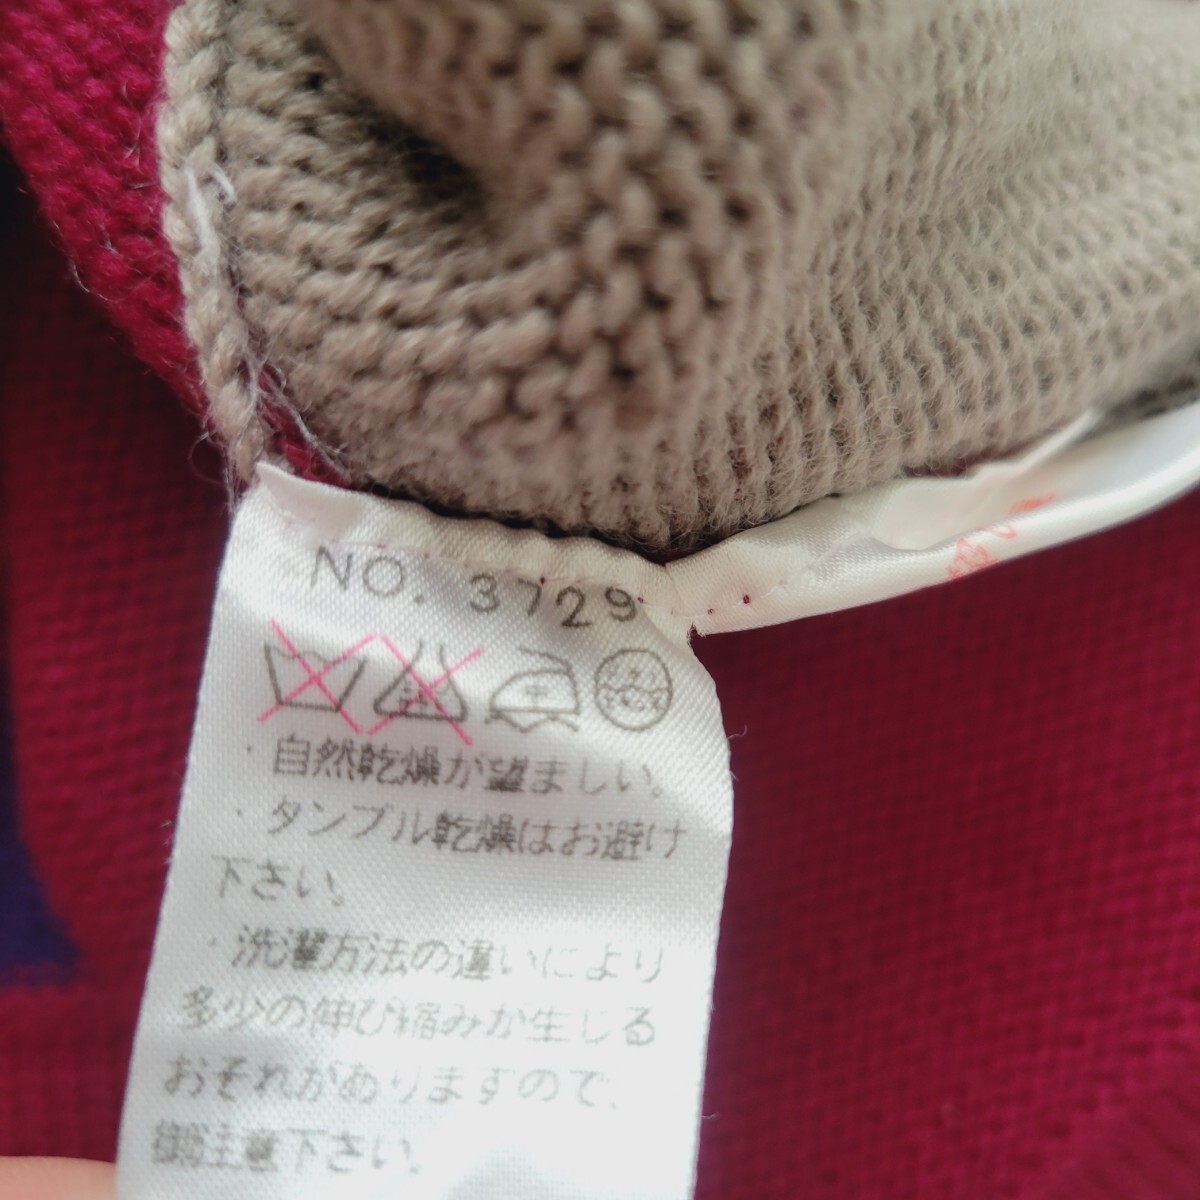 NO. 3729
・自然乾燥が望ましい。
・タンブル乾燥はお避け
下さい。
・洗濯方法の違いにより
多少の伸び縮みが生じる
おそれがありますので、
御注意下さい。